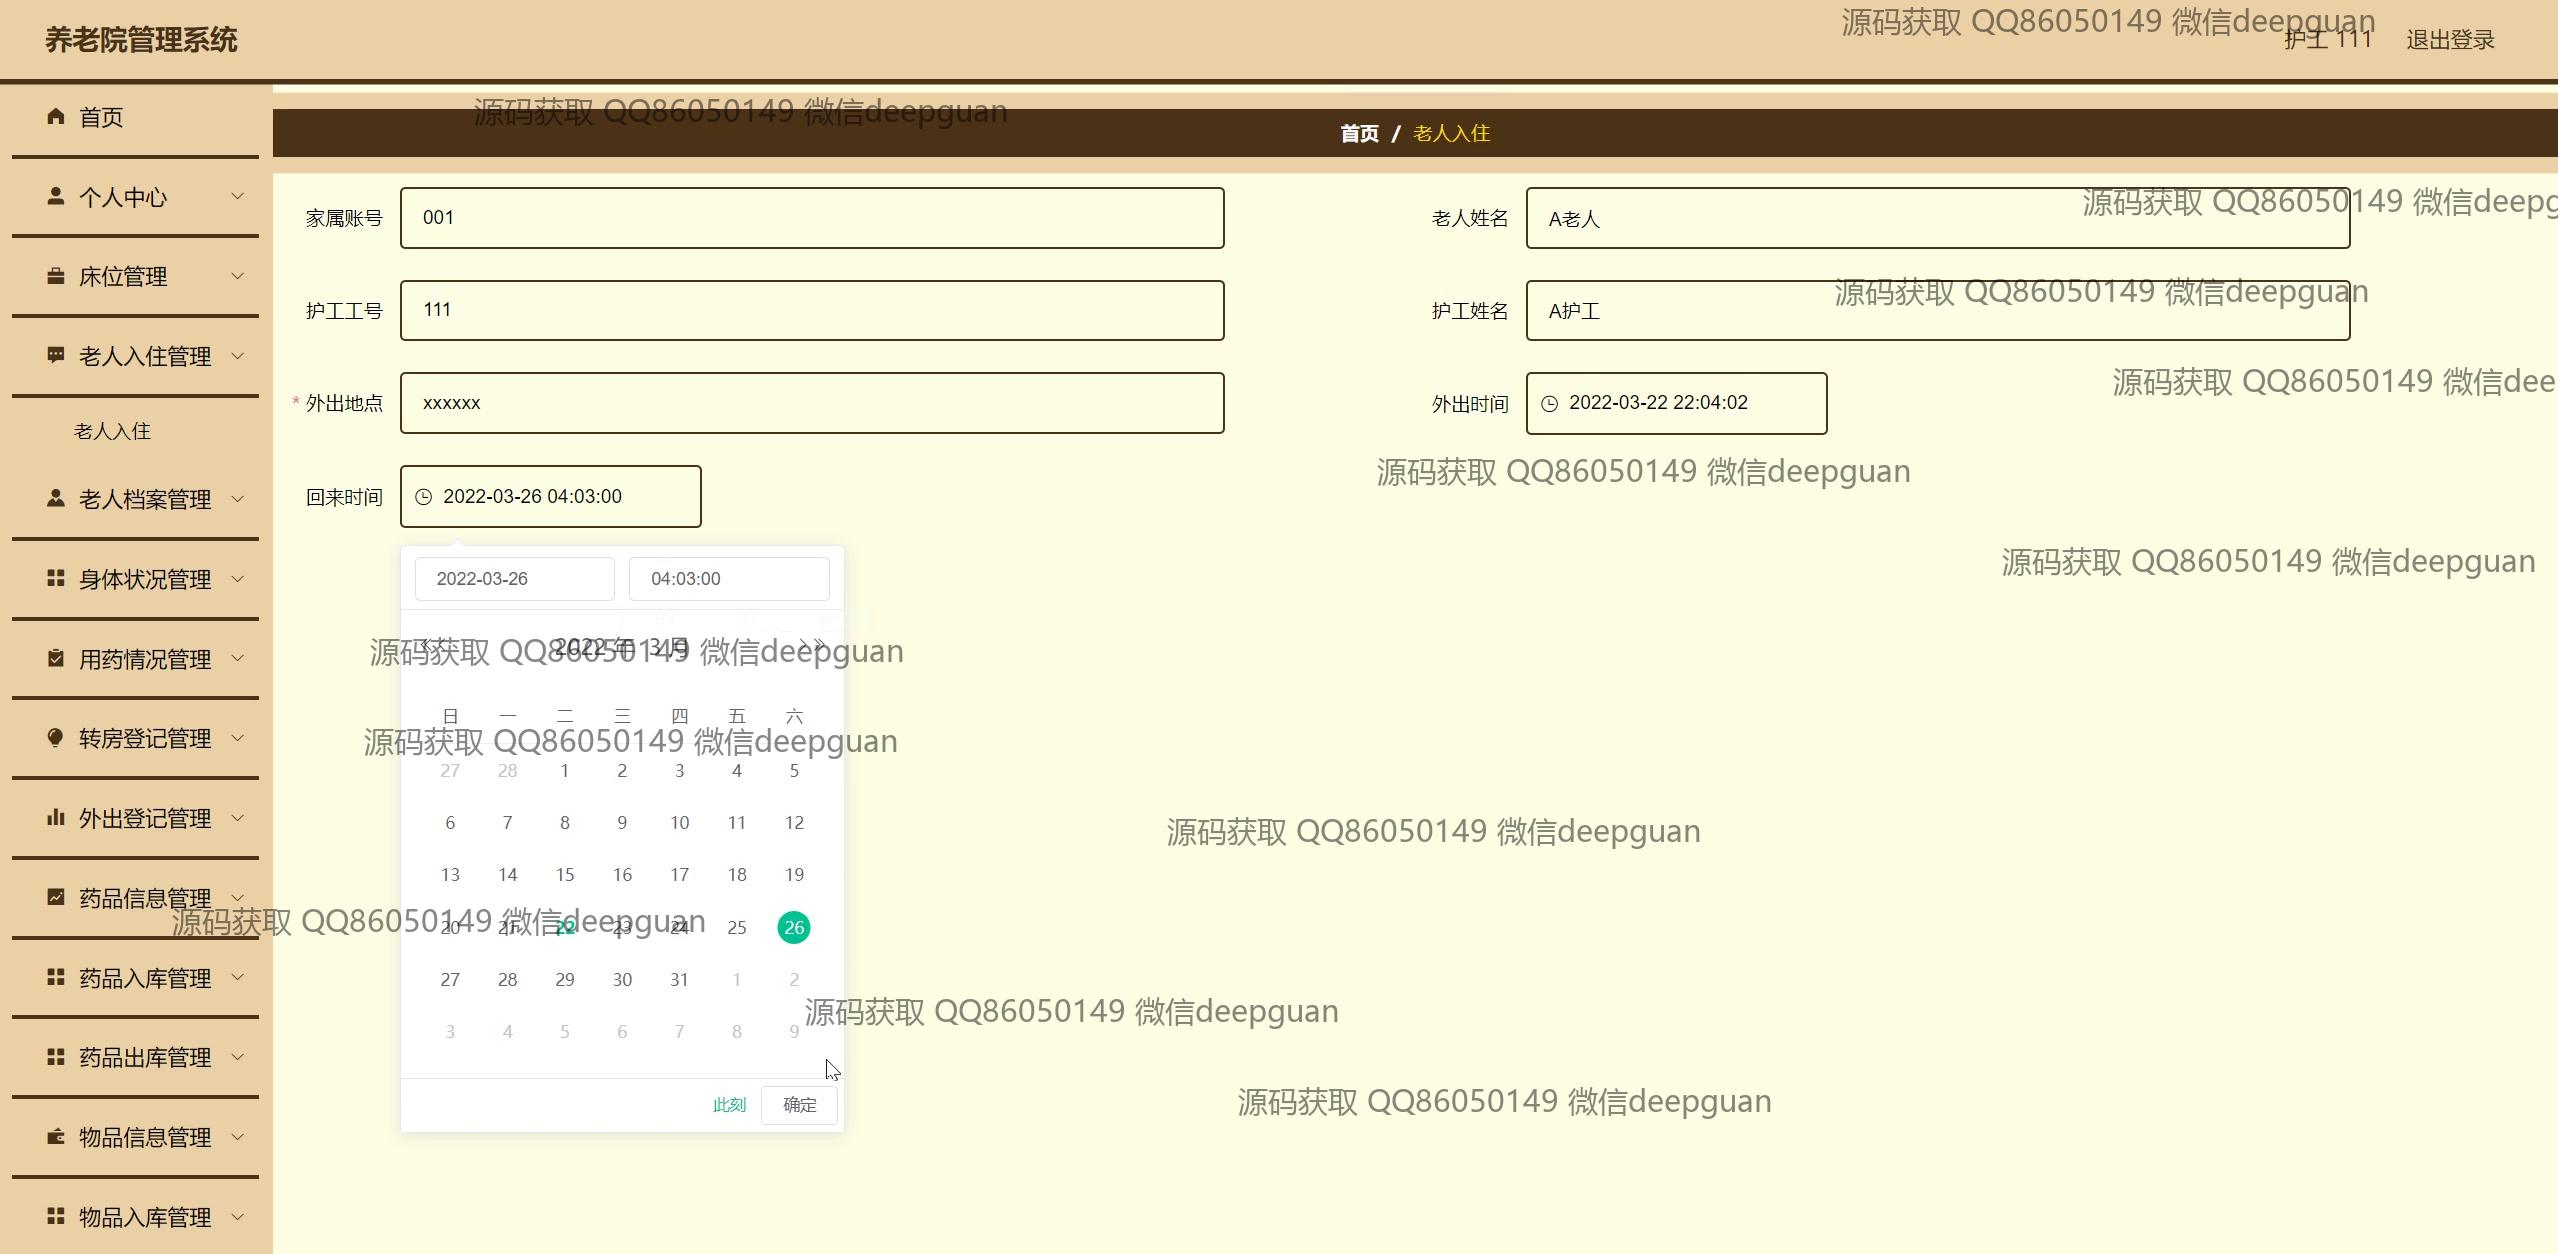 养老院管理系统
源码获取 QQ86050149 微信deepguan
护工 111
退出登录
首页
源码获取 QQ86050149 微信deepguan
首页 / 老人入住
个人中心
床位管理
老人入住管理
老人入住
老人档案管理
身体状况管理
用药情况管理
转房登记管理
外出登记管理
药品信息管理
药品入库管理
药品出库管理
物品信息管理
物品入库管理
家属账号 001
老人姓名 A老人
源码获取 QQ86050149 微信deepg
护工工号 111
护工姓名 A护工
源码获取 QQ86050149 微信deepguan
* 外出地点 xxxxxx
外出时间 2022-03-22 22:04:02
源码获取 QQ86050149 微信dee
回来时间 2022-03-26 04:03:00
源码获取 QQ86050149 微信deepguan
源码获取 QQ86050149 微信deepguan
2022-03-26 04:03:00
2022 年 3 月
源码获取 QQ86050149 微信deepguan
日 一 二 三 四 五 六
源码获取 QQ86050149 微信deepguan
27 28 1 2 3 4 5
6 7 8 9 10 11 12
源码获取 QQ86050149 微信deepguan
13 14 15 16 17 18 19
20 21 22 23 24 25 26
源码获取 QQ86050149 微信deepguan
27 28 29 30 31 1 2
源码获取 QQ86050149 微信deepguan
3 4 5 6 7 8 9
此刻 确定
源码获取 QQ86050149 微信deepguan